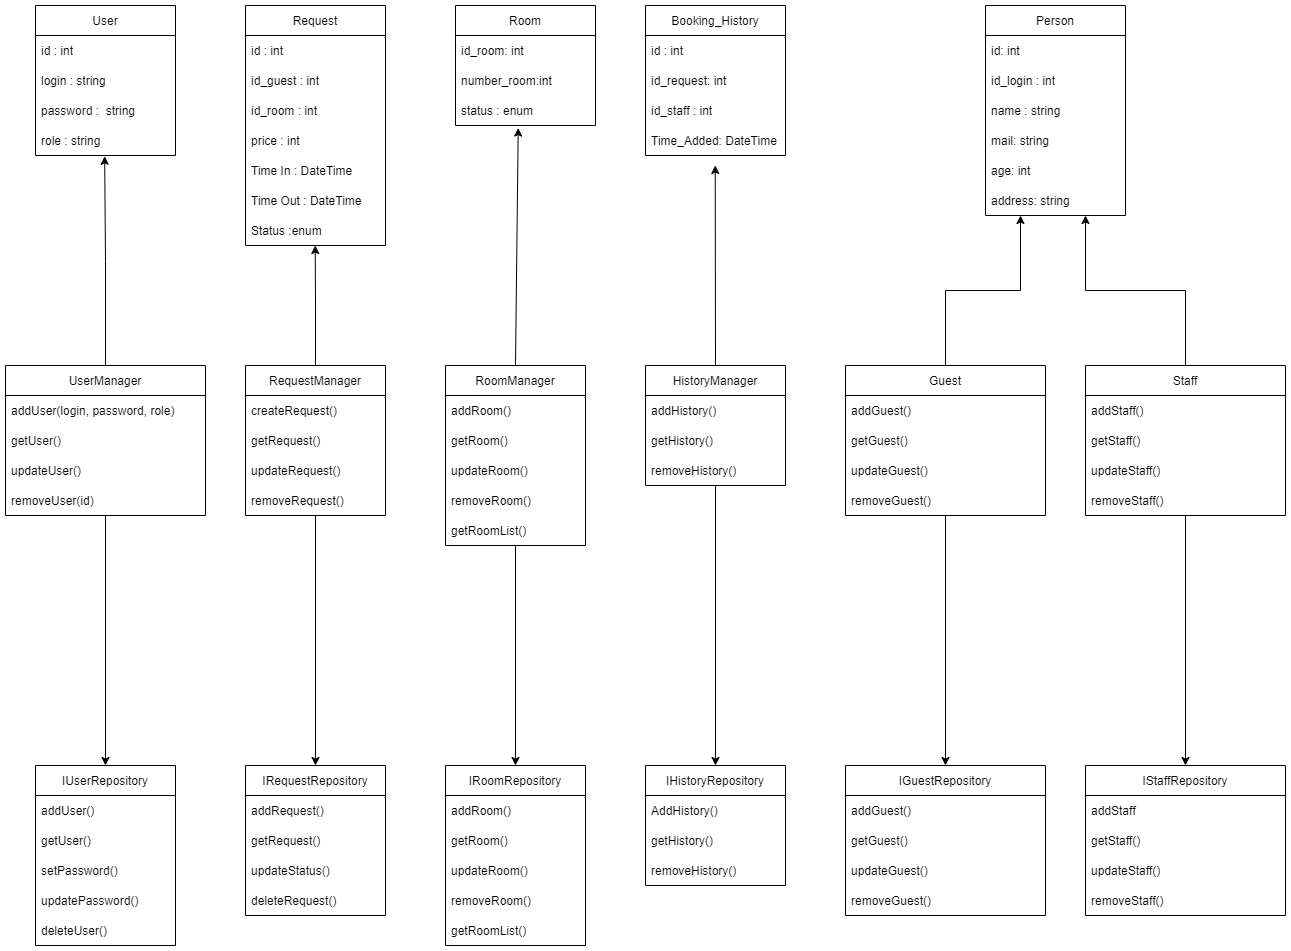 User
id : int
login : string
password :  string
role : string
Request
id : int
id_guest : int
id_room : int
price : int
Time In : DateTime
Time Out : DateTime
Status :enum
Room
id_room: int
number_room:int
status : enum
Booking_History
id : int
id_request: int
id_staff : int
Time_Added: DateTime
Person
id: int
id_login : int
name : string
mail: string
age: int
address: string
UserManager
addUser(login, password, role)
getUser()
updateUser()
removeUser(id)
RequestManager
createRequest()
getRequest()
updateRequest()
removeRequest()
RoomManager
addRoom()
getRoom()
updateRoom()
removeRoom()
getRoomList()
HistoryManager
addHistory()
getHistory()
removeHistory()
Guest
addGuest()
getGuest()
updateGuest()
removeGuest()
Staff
addStaff()
getStaff()
updateStaff()
removeStaff()
IUserRepository
addUser()
getUser()
setPassword()
updatePassword()
deleteUser()
IRequestRepository
addRequest()
getRequest()
updateStatus()
deleteRequest()
IRoomRepository
addRoom()
getRoom()
updateRoom()
removeRoom()
getRoomList()
IHistoryRepository
AddHistory()
getHistory()
removeHistory()
IGuestRepository
addGuest()
getGuest()
updateGuest()
removeGuest()
IStaffRepository
addStaff
getStaff()
updateStaff()
removeStaff()